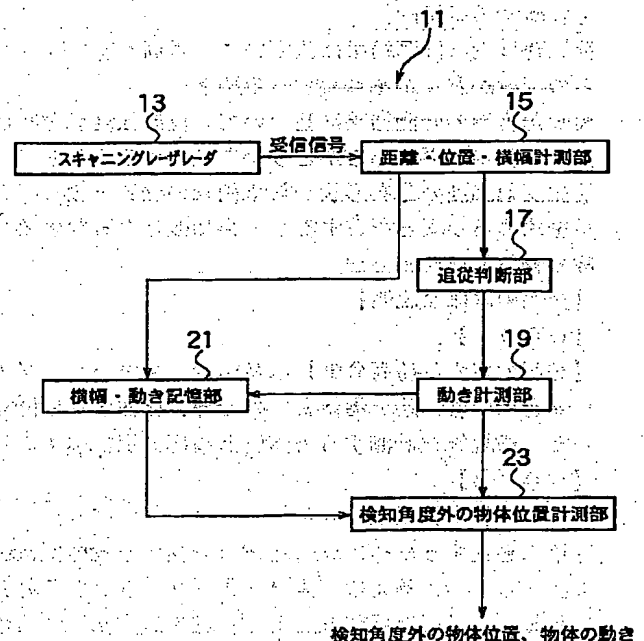 11
13
15
スキャニングレーザレーダ
受信信号
距離・位置・横幅計測部
17
追従判断部
21
19
横幅・動き記憶部
動き計測部
23
検知角度外の物体位置計測部
検知角度外の物体位置、物体の動き